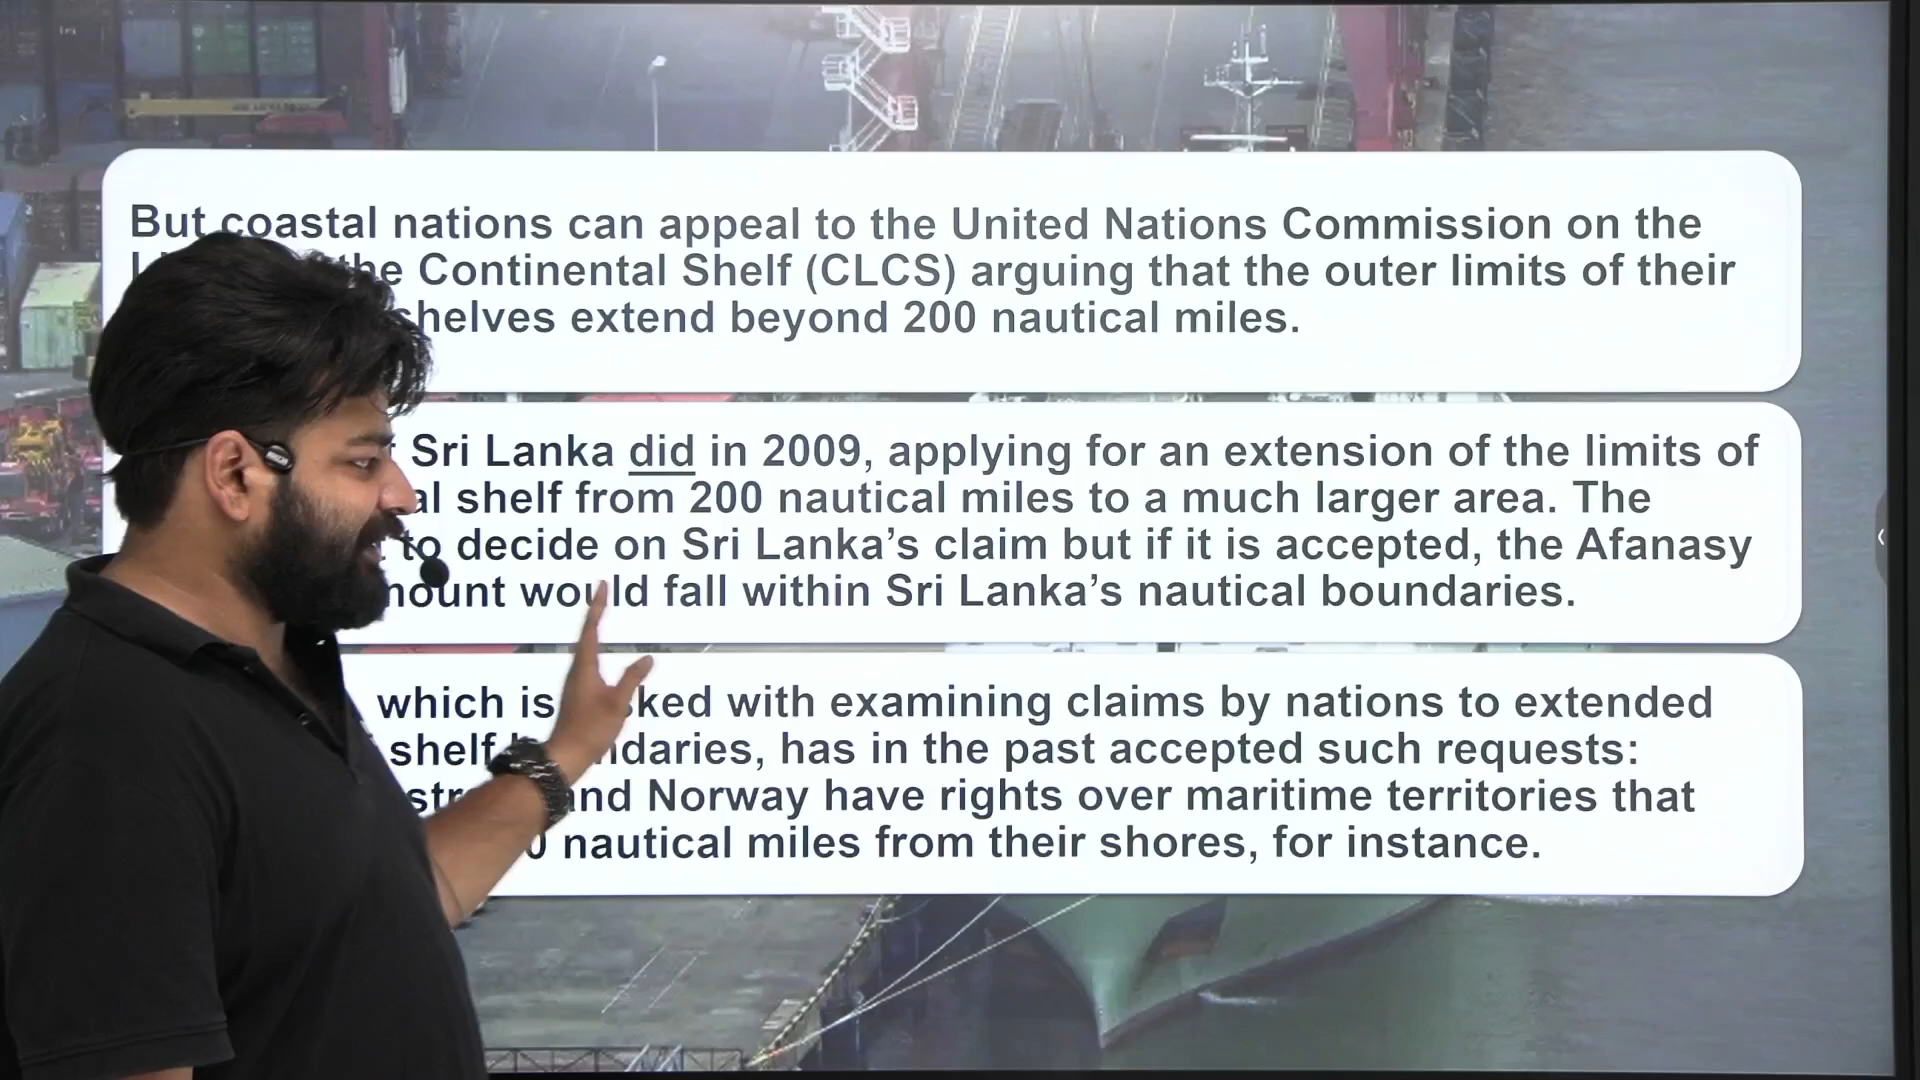 But coastal nations can appeal to the United Nations Commission on the
the Continental Shelf (CLCS) arguing that the outer limits of their
shelves extend beyond 200 nautical miles.
Sri Lanka did in 2009, applying for an extension of the limits of
shelf from 200 nautical miles to a much larger area. The
to decide on Sri Lanka’s claim but if it is accepted, the Afanasy
would fall within Sri Lanka’s nautical boundaries.
which is with examining claims by nations to extended
shelf has in the past accepted such requests:
and Norway have rights over maritime territories that
nautical miles from their shores, for instance.